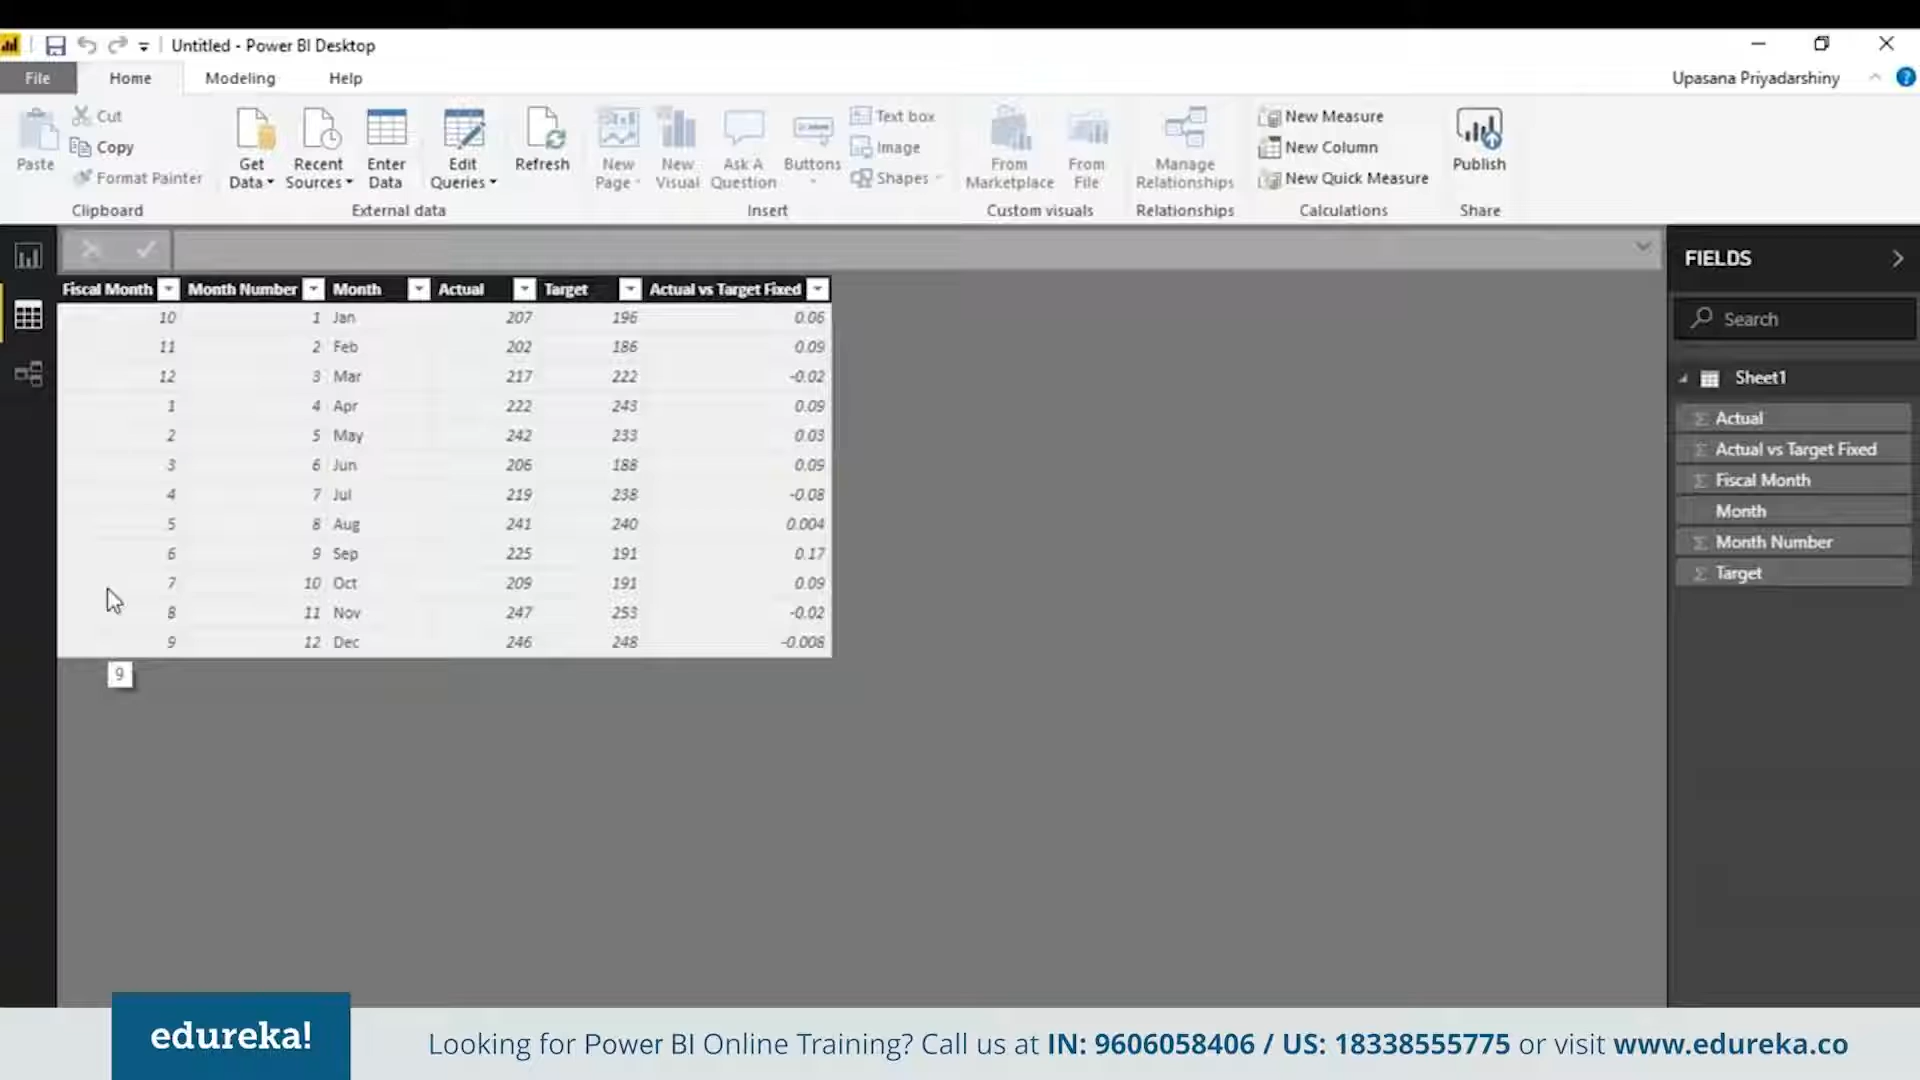 Untitled - Power BI Desktop
File Home Modeling Help Upasana Priyadarshiny
Paste
Cut
Copy
Format Painter
Clipboard
Get Data
Recent Sources
Enter Data
Edit Queries
Refresh
External data
New Page
New Visual
Ask A Question
Buttons
Text box
Image
Shapes
Insert
From Marketplace
From File
Custom visuals
Manage Relationships
Relationships
New Measure
New Column
New Quick Measure
Calculations
Publish
Share
Fiscal Month Month Number Month Actual Target Actual vs Target Fixed
10 1 Jan 207 196 0.06
11 2 Feb 202 186 0.09
12 3 Mar 217 222 -0.02
1 4 Apr 222 243 0.09
2 5 May 242 233 0.03
3 6 Jun 206 188 0.09
4 7 Jul 219 238 -0.08
5 8 Aug 241 240 0.004
6 9 Sep 225 191 0.17
7 10 Oct 209 191 0.09
8 11 Nov 247 253 -0.02
9 12 Dec 246 248 -0.008
9
FIELDS
Search
Sheet1
Actual
Actual vs Target Fixed
Fiscal Month
Month
Month Number
Target
edureka!
Looking for Power BI Online Training? Call us at IN: 9606058406 / US: 18338555775 or visit www.edureka.co